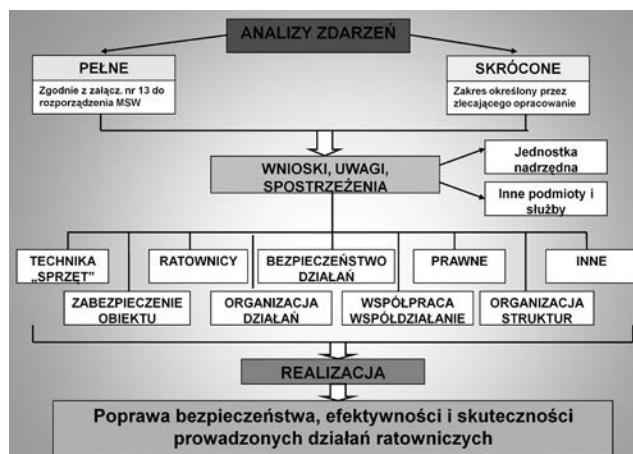 ANALIZY ZDARZEŃ
PEŁNE
Zgodnie z załącz. nr 13 do
rozporządzenia MSW
SKRÓCONE
Zakres określony przez
zlecającego opracowanie
WNIOSKI, UWAGI,
SPOSTRZEŻENIA
Jednostka
nadrzędna
Inne podmioty i
służby
TECHNIKA
„SPRZĘT”
RATOWNICY
BEZPIECZEŃSTWO
DZIAŁAŃ
PRAWNE
INNE
ZABEZPIECZENIE
OBIEKTU
ORGANIZACJA
DZIAŁAŃ
WSPÓŁPRACA
WSPÓŁDZIAŁANIE
ORGANIZACJA
STRUKTUR
REALIZACJA
Poprawa bezpieczeństwa, efektywności i skuteczności
prowadzonych działań ratowniczych